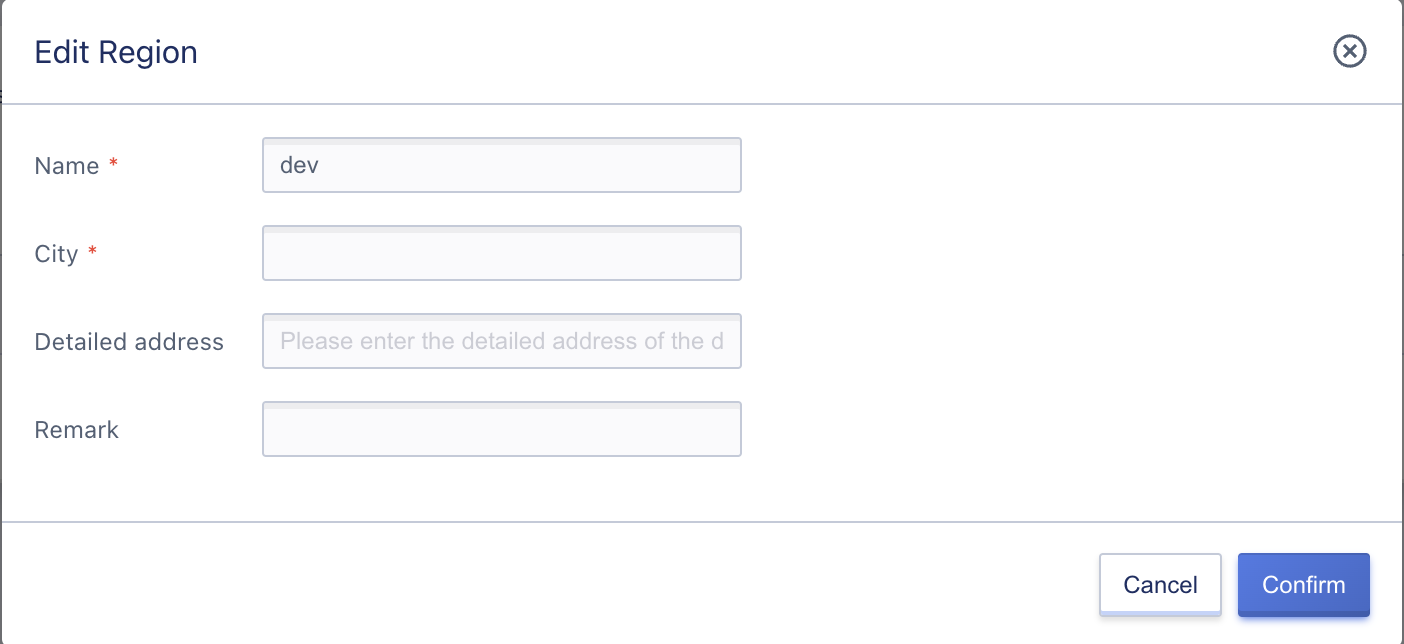 Edit Region
Name *
dev
City *
Detailed address
Please enter the detailed address of the d
Remark
Cancel
Confirm